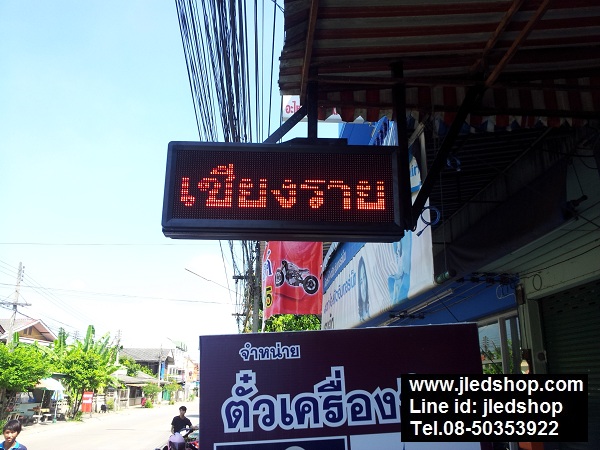 เชียงราย
จำหน่าย
ตั๋วเครื่อง
www.jledshop.com
Line id: jledshop
Tel.08-50353922